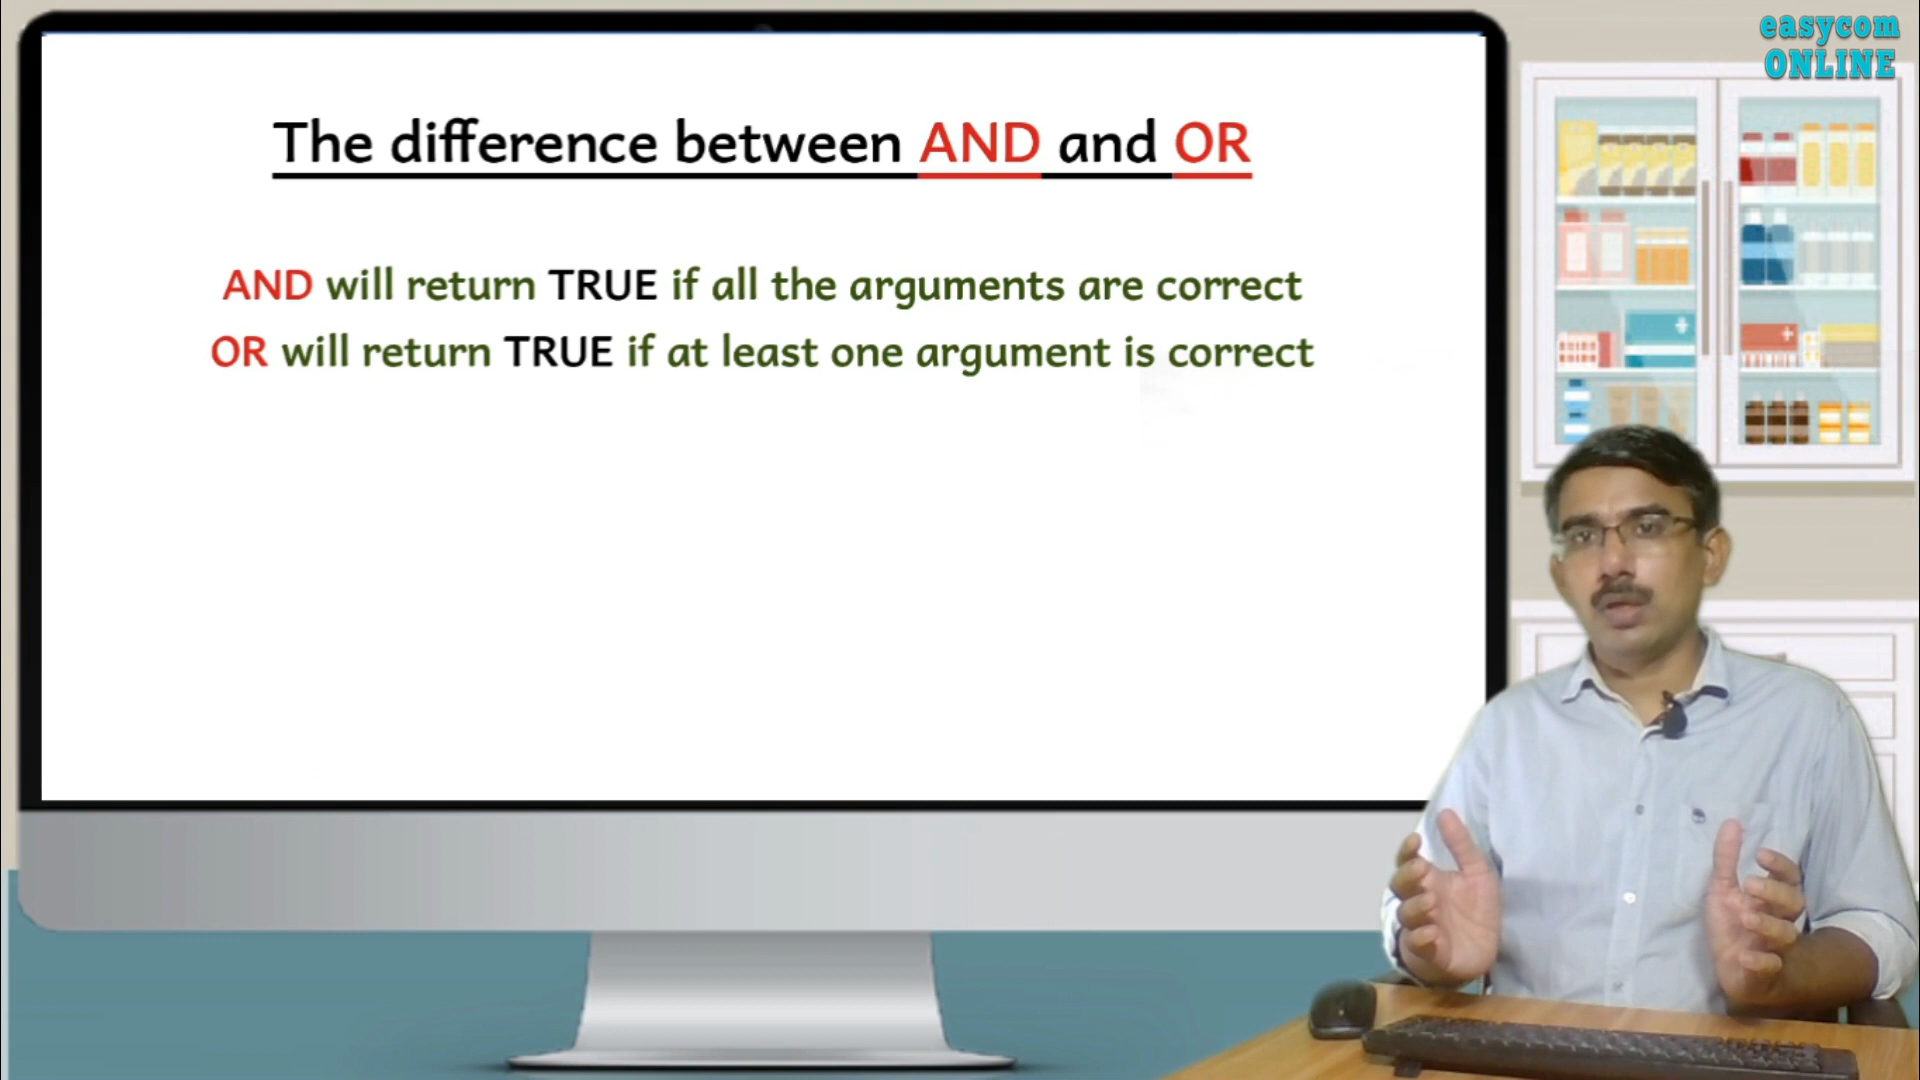 easycom
ONLINE
The difference between AND and OR
AND will return TRUE if all the arguments are correct
OR will return TRUE if at least one argument is correct